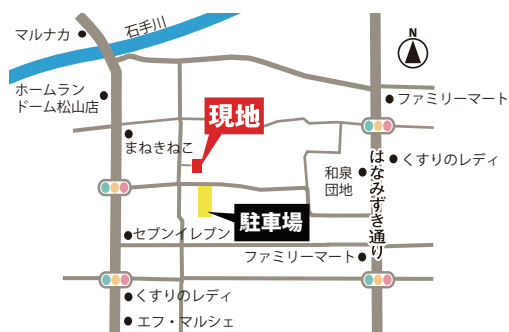 マルナカ
石手川
N
ホームラン
ドーム松山店
ファミリーマート
現地
まねきねこ
くすりのレディ
はなみずき通り
和泉
団地
駐車場
セブンイレブン
ファミリーマート
くすりのレディ
エフ・マルシェ